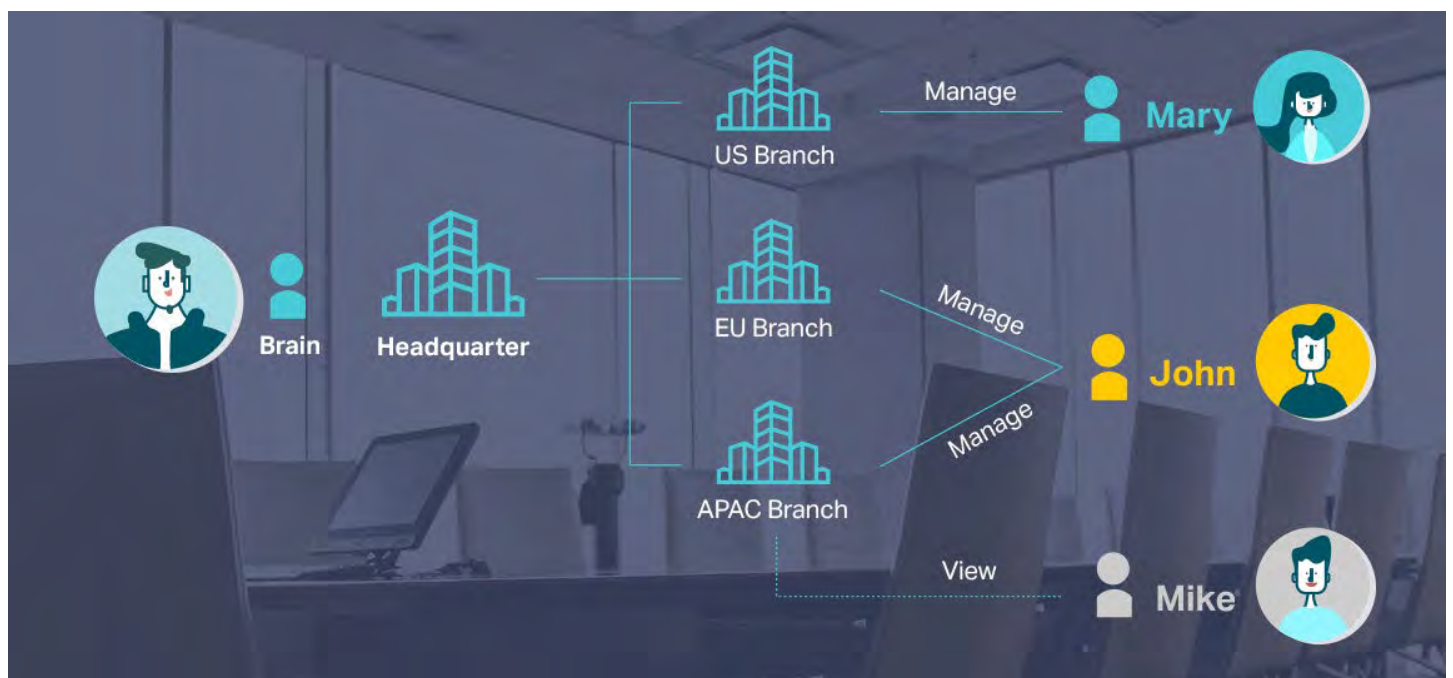 Manage
Mary
US Branch
Brain
Headquarter
EU Branch
Manage
John
Manage
APAC Branch
View
Mike